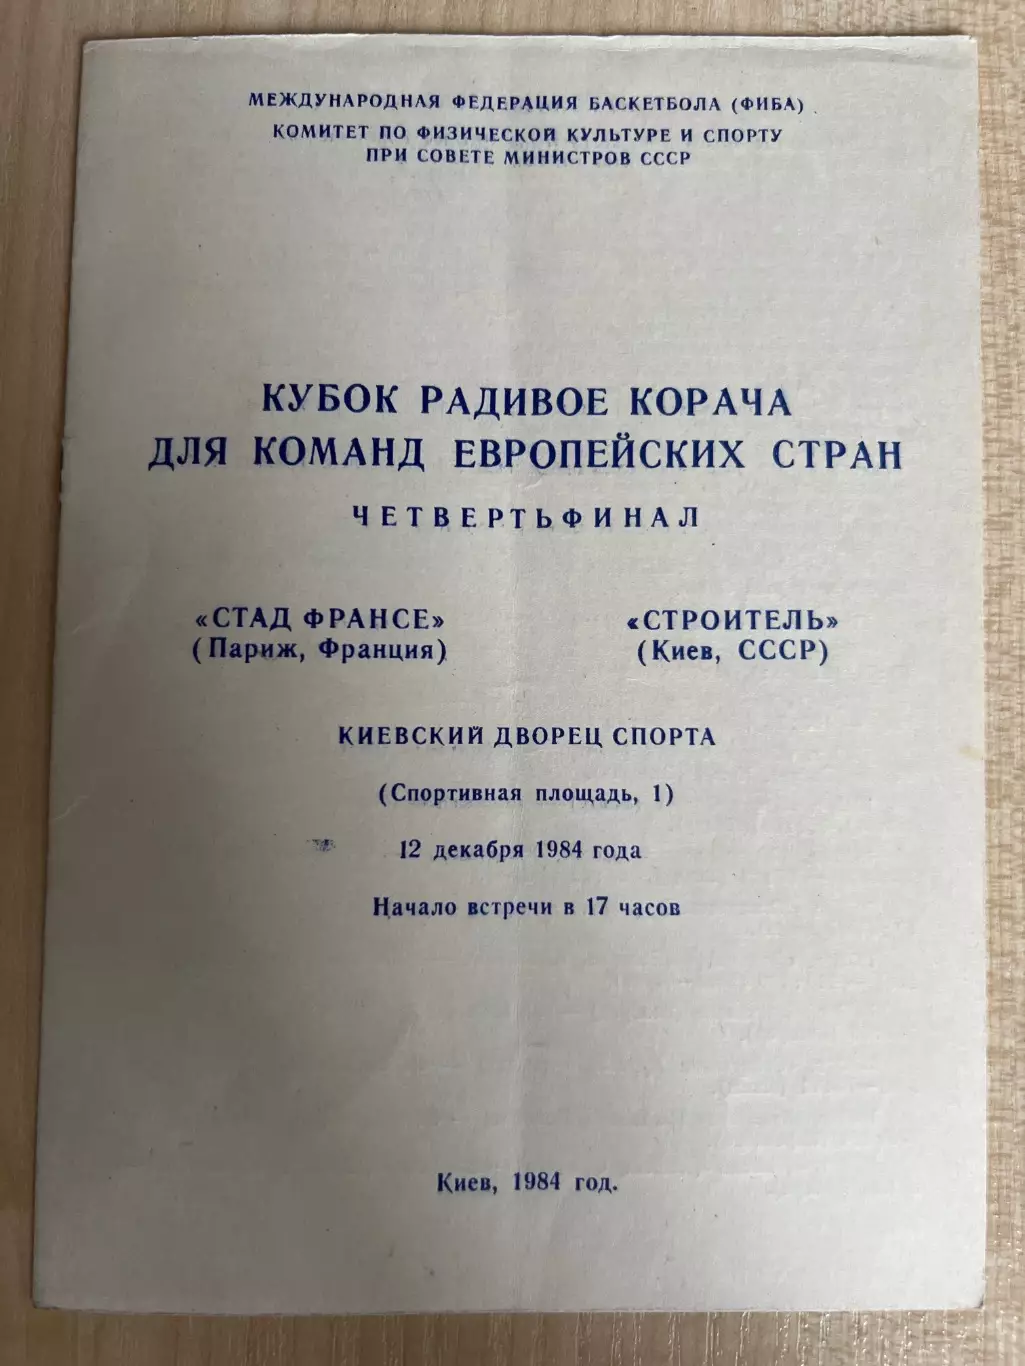 МЕЖДУНАРОДНАЯ ФЕДЕРАЦИЯ БАСКЕТБОЛА (ФИБА)
КОМИТЕТ ПО ФИЗИЧЕСКОЙ КУЛЬТУРЕ И СПОРТУ
ПРИ СОВЕТЕ МИНИСТРОВ СССР
КУБОК РАДИВОЕ КОРАЧА
ДЛЯ КОМАНД ЕВРОПЕЙСКИХ СТРАН
ЧЕТВЕРТЬФИНАЛ
«СТАД ФРАНСЕ» «СТРОИТЕЛЬ»
(Париж, Франция) (Киев, СССР)
КИЕВСКИЙ ДВОРЕЦ СПОРТА
(Спортивная площадь, 1)
12 декабря 1984 года
Начало встречи в 17 часов
Киев, 1984 год.